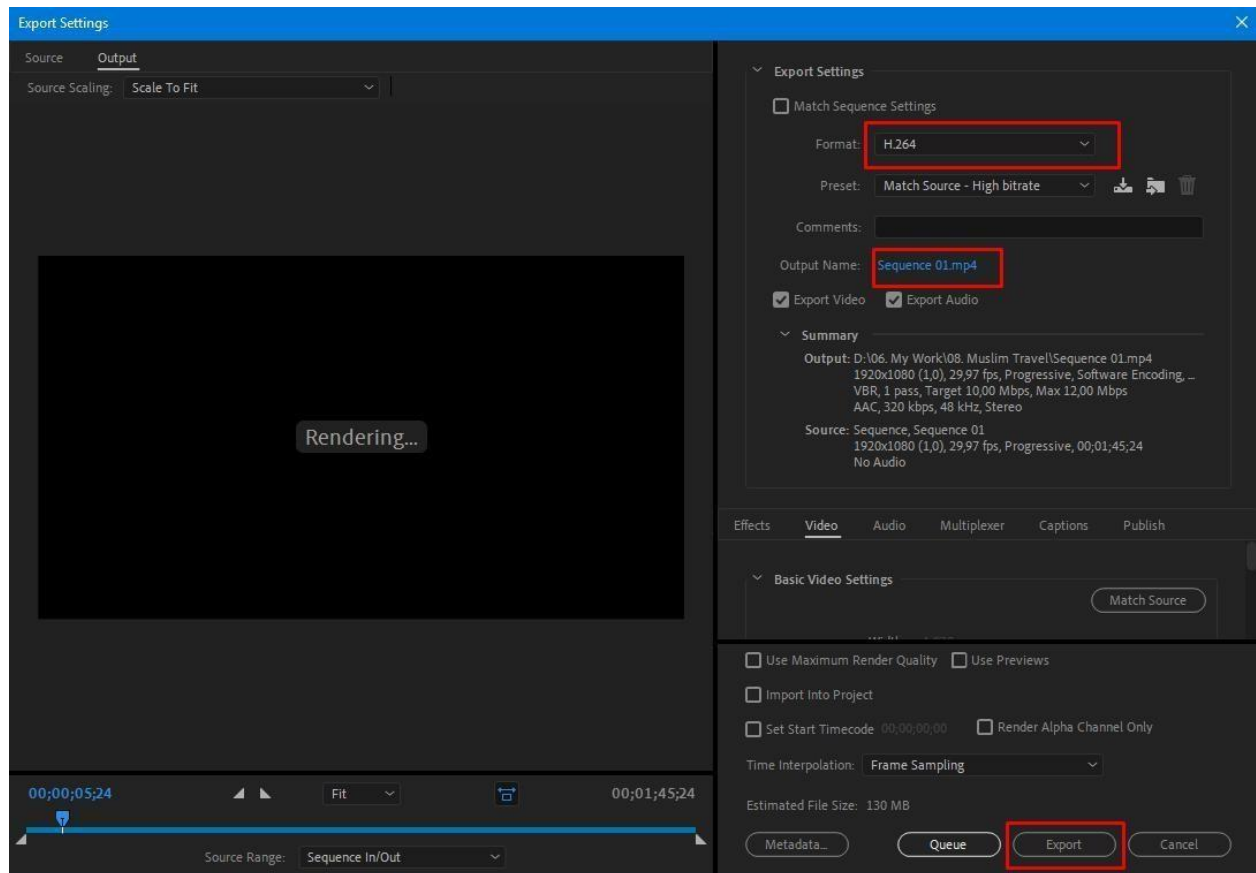 Export Settings
Source Output
Source Scaling: Scale To Fit
Rendering...
00;00;05;24 Fit 00;01;45;24
Source Range: Sequence In/Out
Export Settings
Match Sequence Settings
Format: H.264
Preset: Match Source - High bitrate
Comments:
Output Name: Sequence 01.mp4
Export Video Export Audio
Summary
Output: D:\06. My Work\08. Muslim Travel\Sequence 01.mp4
1920x1080 (1,0), 29,97 fps, Progressive, Software Encoding, ...
VBR, 1 pass, Target 10,00 Mbps, Max 12,00 Mbps
AAC, 320 kbps, 48 kHz, Stereo
Source: Sequence, Sequence 01
1920x1080 (1,0), 29,97 fps, Progressive, 00;01;45;24
No Audio
Effects Video Audio Multiplexer Captions Publish
Basic Video Settings
Match Source
Use Maximum Render Quality Use Previews
Import Into Project
Set Start Timecode 00;00;00;00 Render Alpha Channel Only
Time Interpolation: Frame Sampling
Estimated File Size: 130 MB
Metadata... Queue Export Cancel